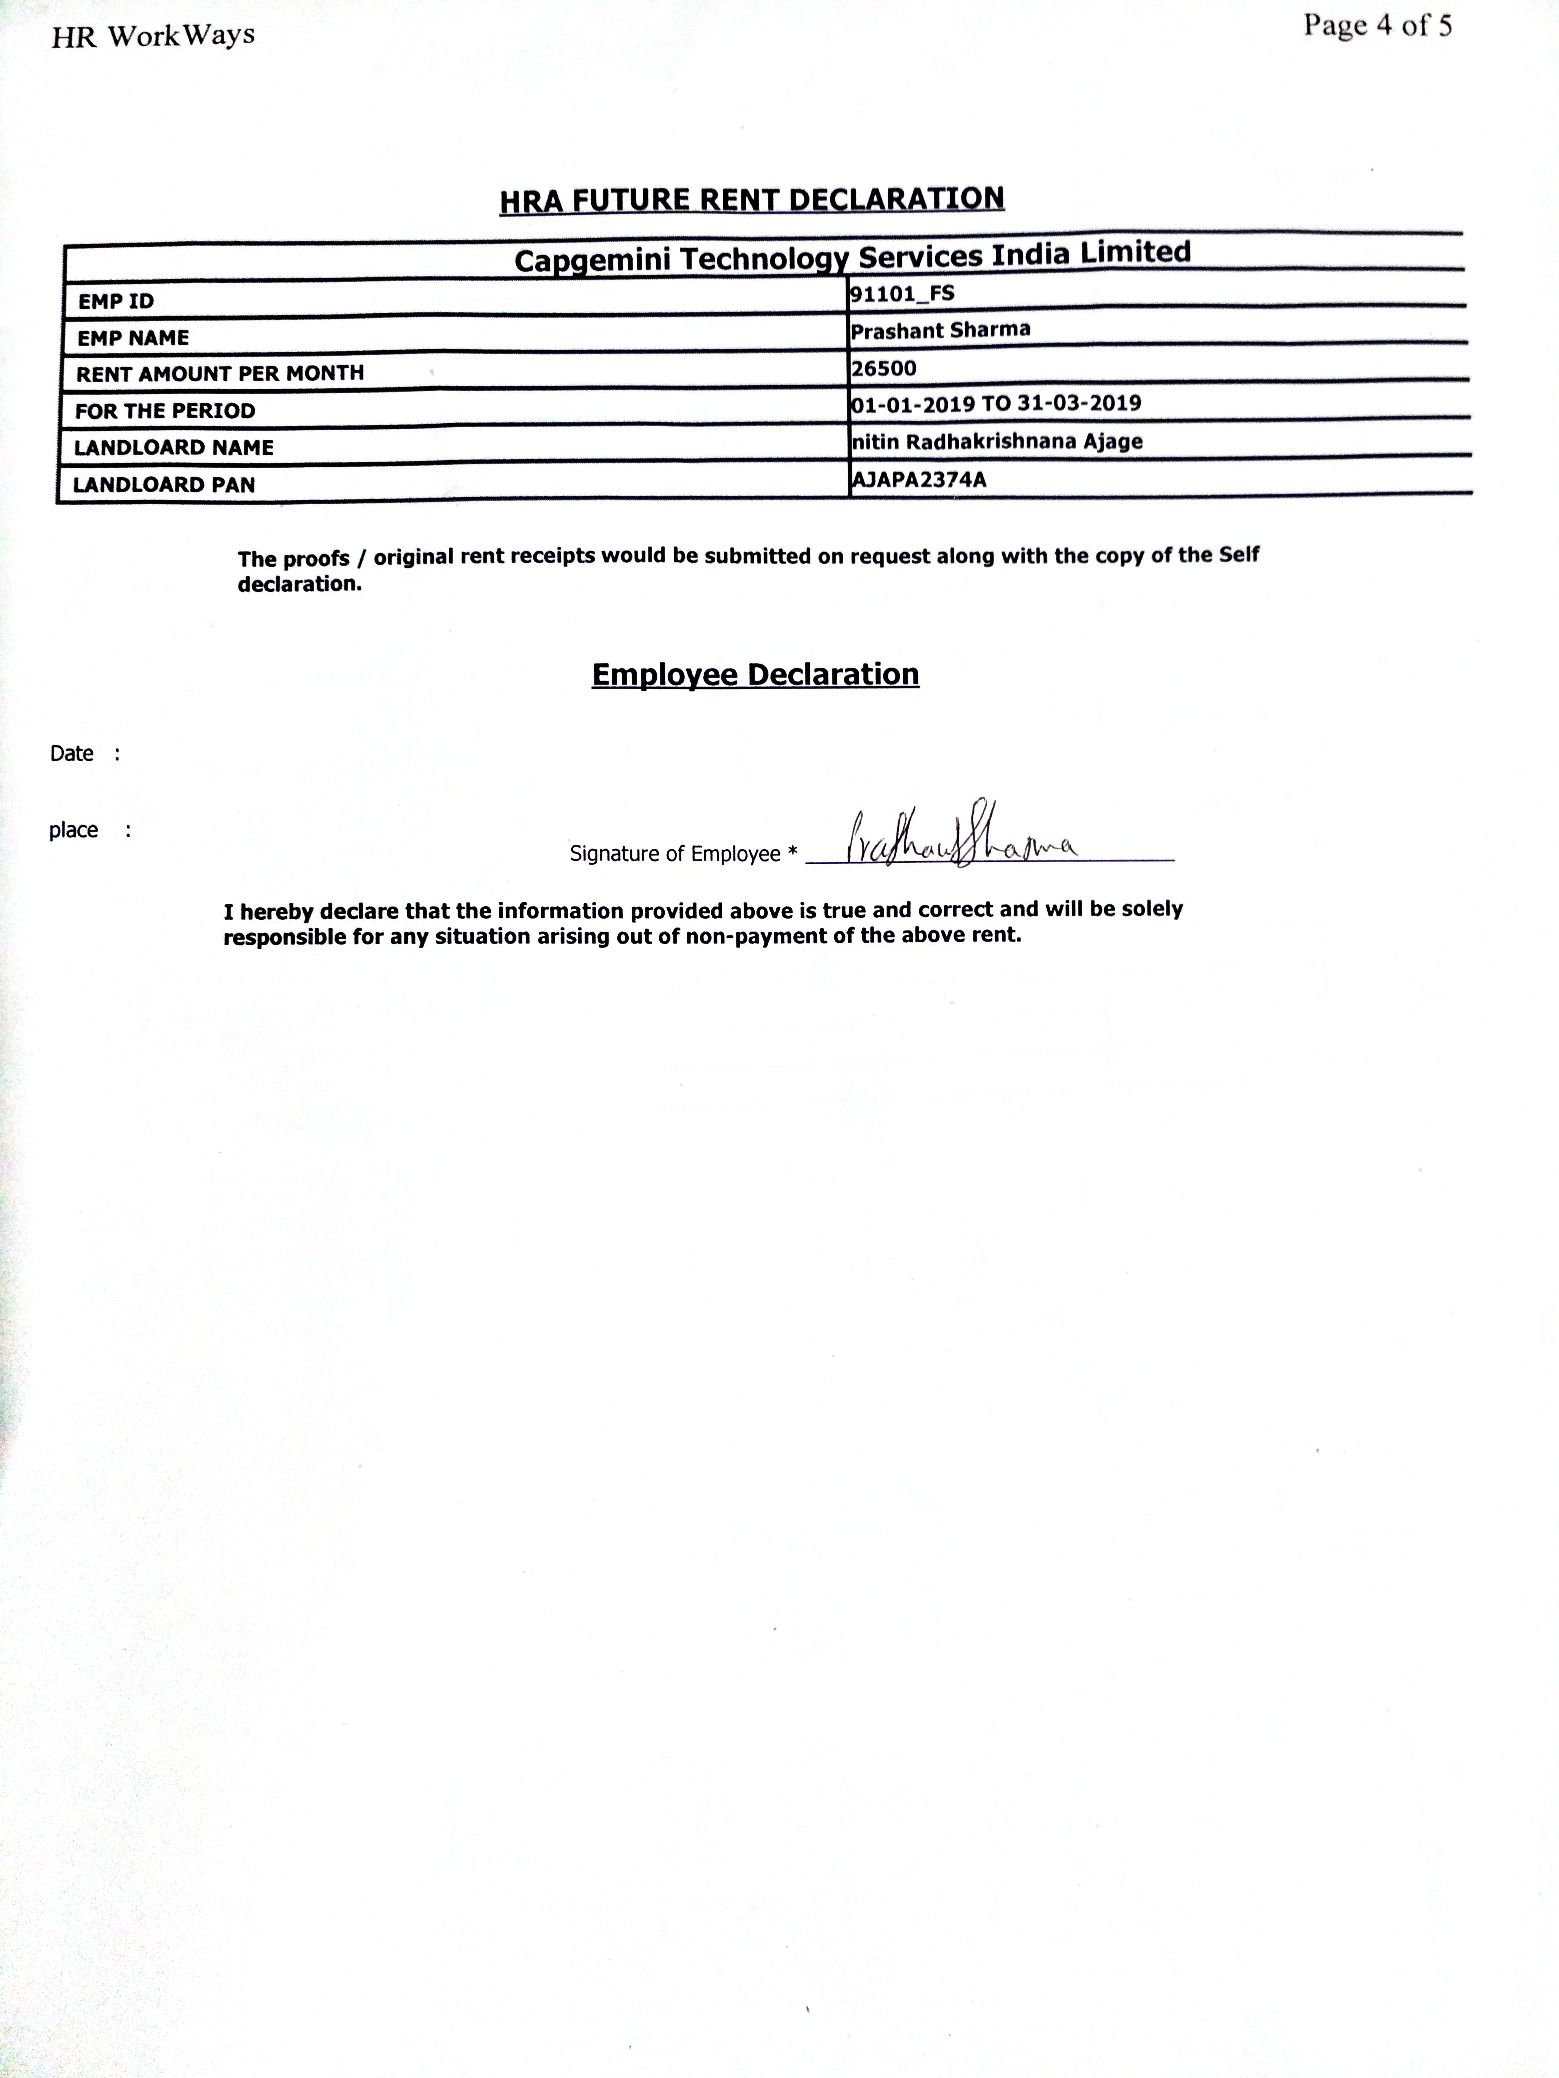 HR WorkWays
Page 4 of 5
HRA FUTURE RENT DECLARATION
Capgemini Technology Services India Limited
EMP ID 91101_FS
EMP NAME Prashant Sharma
RENT AMOUNT PER MONTH 26500
FOR THE PERIOD 01-01-2019 TO 31-03-2019
LANDLOARD NAME nitin Radhakrishnana Ajage
LANDLOARD PAN AJAPA2374A
The proofs / original rent receipts would be submitted on request along with the copy of the Self
declaration.
Employee Declaration
Date :
place :
Signature of Employee * Prashant Sharma
I hereby declare that the information provided above is true and correct and will be solely
responsible for any situation arising out of non-payment of the above rent.